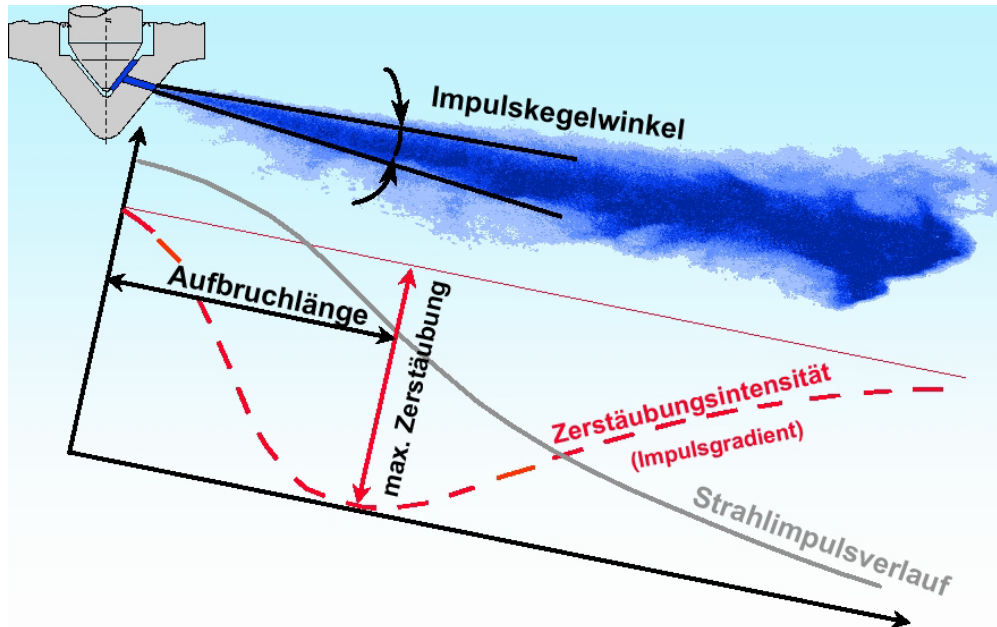 Impulskegelwinkel
Aufbruchlänge
max. Zerstäubung
Zerstäubungsintensität
(Impulsgradient)
Strahlimpulsverlauf